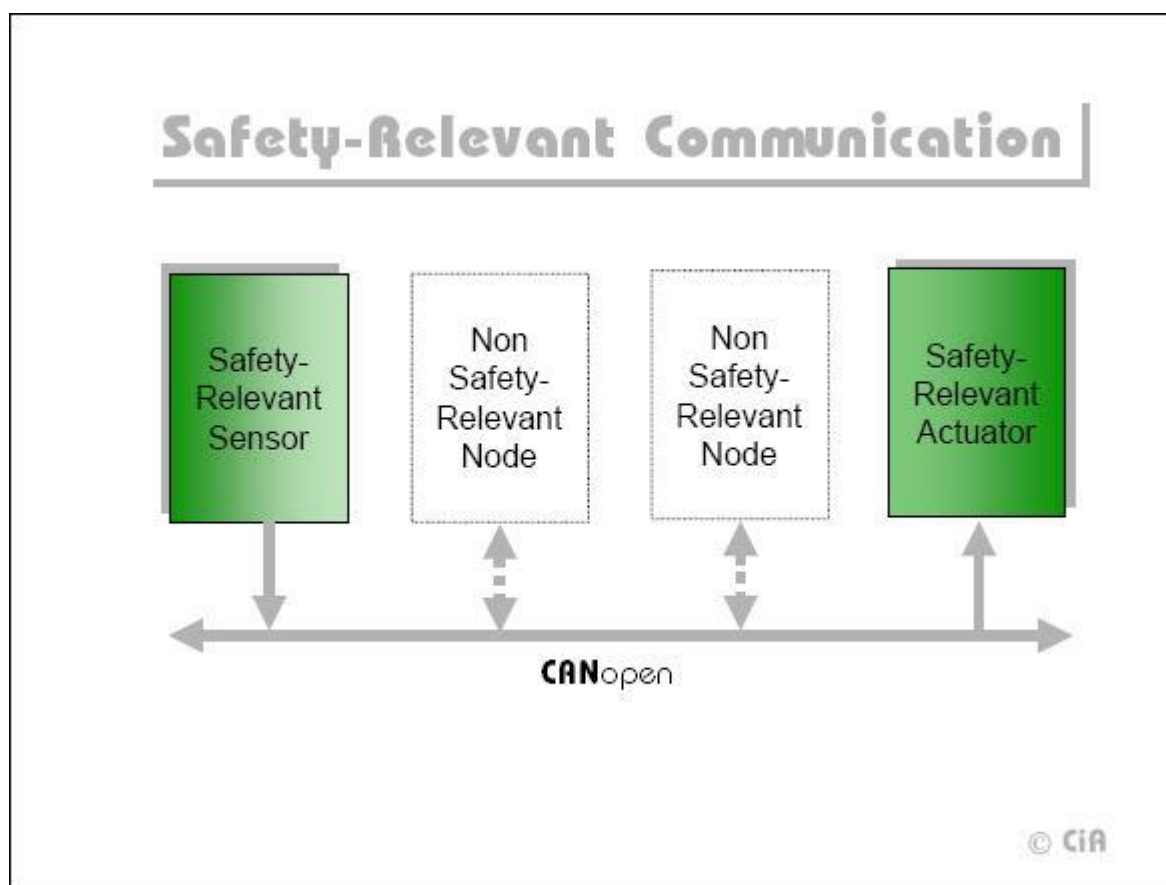 Safety-Relevant Communication
Safety-
Relevant
Sensor
Non
Safety-
Relevant
Node
Non
Safety-
Relevant
Node
Safety-
Relevant
Actuator
CANopen
© CiA